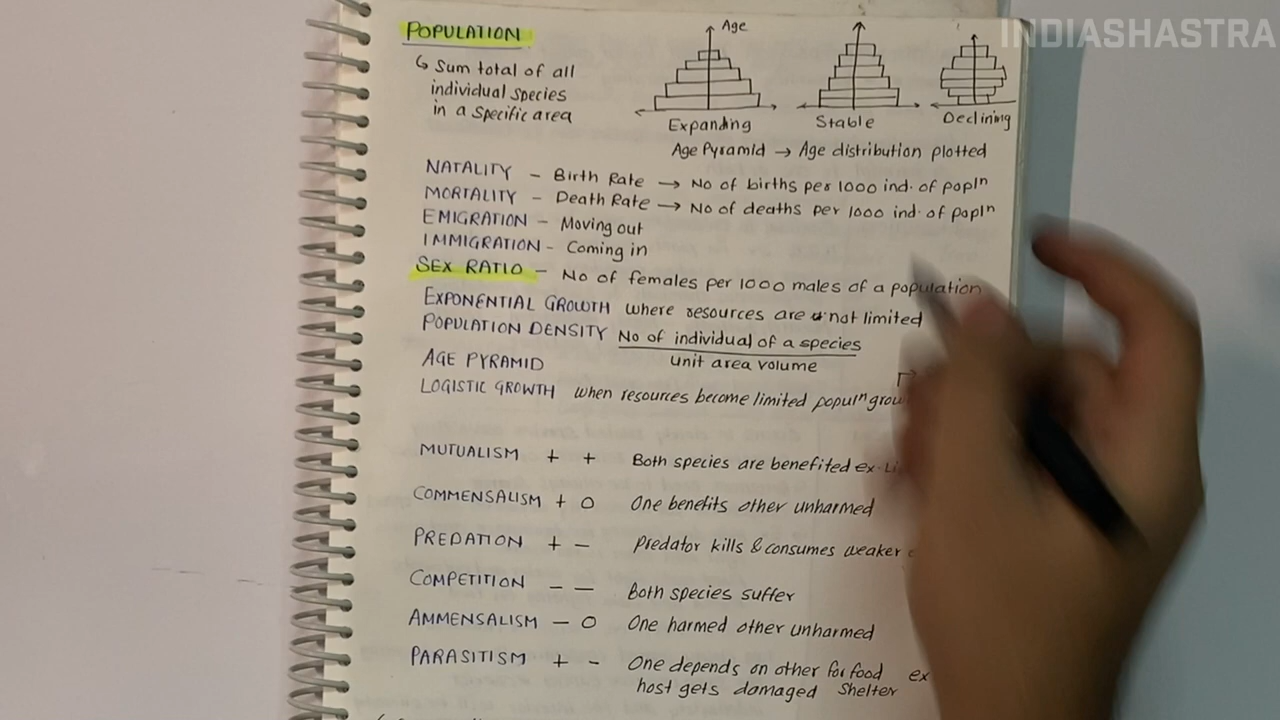 INDIASHASTRA
POPULATION
Sum total of all
individual species
in a specific area
Age
Expanding
Stable
Declining
Age Pyramid → Age distribution plotted
NATALITY - Birth Rate → No of births per 1000 ind. of popln
MORTALITY - Death Rate → No of deaths per 1000 ind. of popln
EMIGRATION - Moving out
IMMIGRATION - Coming in
SEX RATIO - No of females per 1000 males of a population
EXPONENTIAL GROWTH where resources are not limited
POPULATION DENSITY No of individual of a species
unit area volume
AGE PYRAMID
LOGISTIC GROWTH when resources become limited populn
MUTUALISM + + Both species are benefited ex.
COMMENSALISM + O One benefits other unharmed
PREDATION + - Predator kills & consumes weaker
COMPETITION - - Both species suffer
AMMENSALISM - O One harmed other unharmed
PARASITISM + - One depends on other for food ex
host gets damaged Shelter